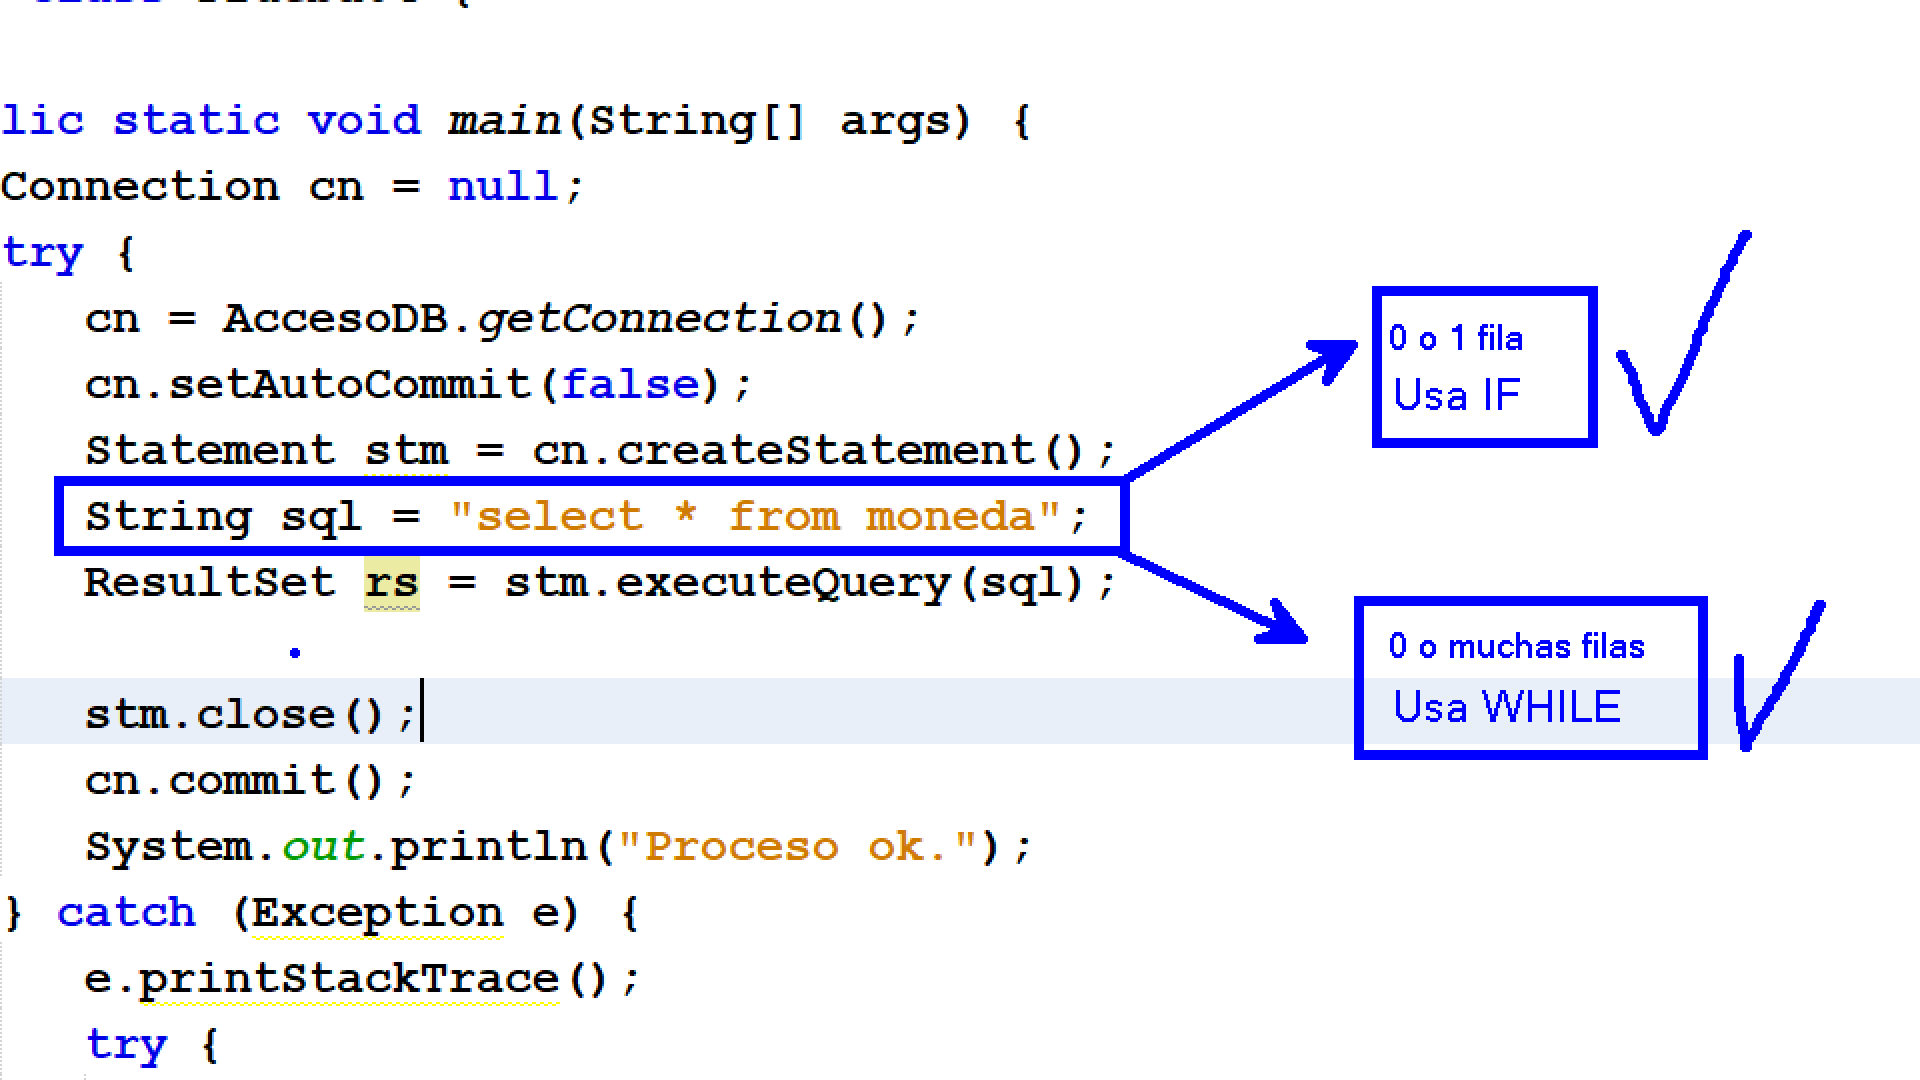 lic static void main(String[] args) {
Connection cn = null;
try {
cn = AccesoDB.getConnection();
cn.setAutoCommit(false);
Statement stm = cn.createStatement();
String sql = "select * from moneda";
ResultSet rs = stm.executeQuery(sql);
stm.close();
cn.commit();
System.out.println("Proceso ok.");
} catch (Exception e) {
e.printStackTrace();
try {
0 o 1 fila
Usa IF
0 o muchas filas
Usa WHILE